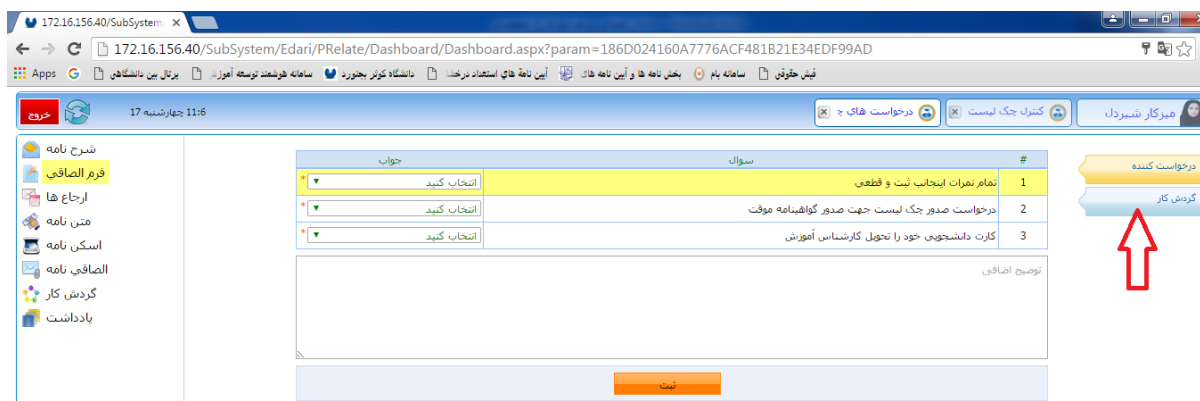 172.16.156.40/SubSystem
172.16.156.40/SubSystem/Edari/PRelate/Dashboard/Dashboard.aspx?param=186D024160A7776ACF481B21E34EDF99AD
Apps
پرتال بین دانشگاهی
سامانه هوشمند توسعه آموزش
دانشگاه کوثر بجنورد
آیین نامة های استعداد درخشا
بخش نامه ها و آیین نامه های
سامانه بام
فیش حقوقی
میزکار شیردل
کنترل چک لیست
درخواست های چ
11:6 چهارشنبه 17
خروج
درخواست کننده
گردش کار
# سوال جواب
1 تمام نمرات اینجانب ثبت و قطعی انتخاب کنید *
2 درخواست صدور چک لیست جهت صدور گواهینامه موقت انتخاب کنید *
3 کارت دانشجویی خود را تحویل کارشناس آموزش انتخاب کنید *
توضیح اضافی
ثبت
شرح نامه
فرم الصاقي
ارجاع ها
متن نامه
اسکن نامه
الصاقي نامه
گردش کار
یادداشت